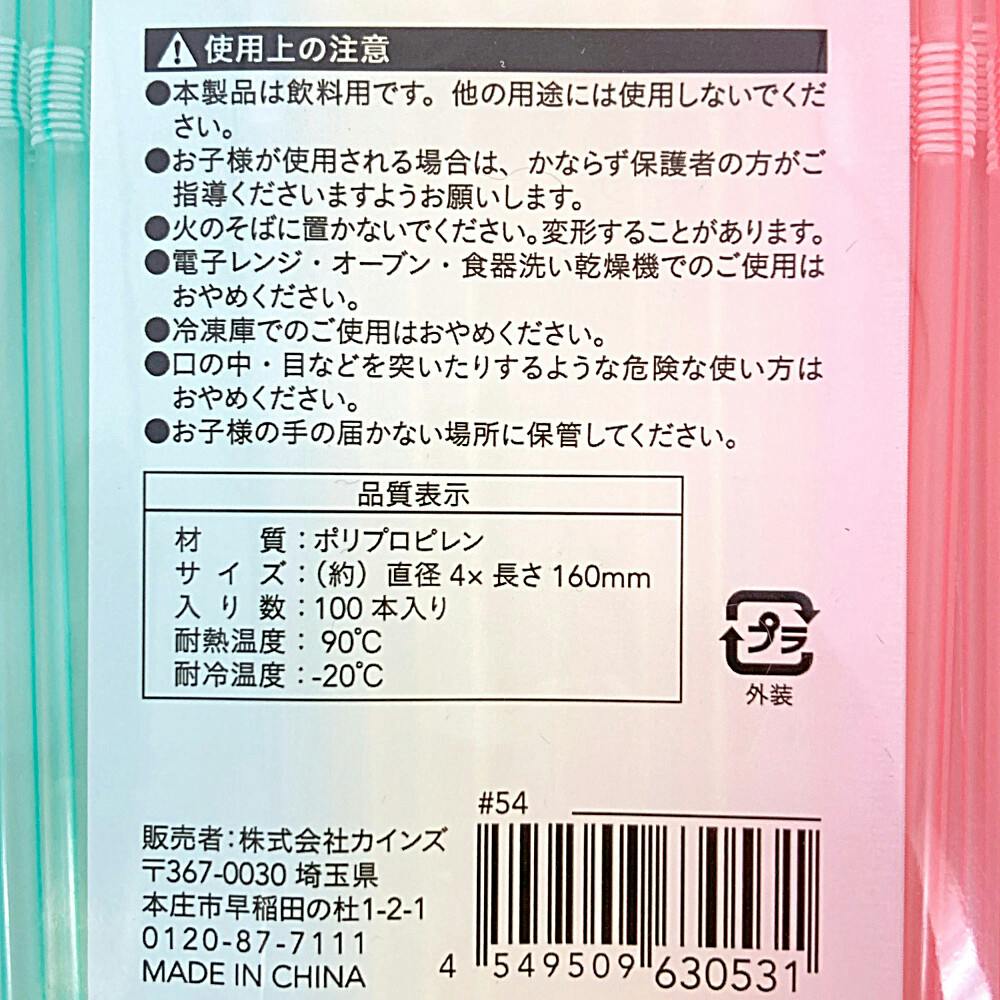 使用上の注意
●本製品は飲料用です。他の用途には使用しないでくだ
さい。
●お子様が使用される場合は、かならず保護者の方がご
指導くださいますようお願いします。
●火のそばに置かないでください。変形することがあります。
●電子レンジ・オーブン・食器洗い乾燥機でのご使用は
おやめください。
●冷凍庫でのご使用はおやめください。
●口の中・目などを突いたりするような危険な使い方は
おやめください。
●お子様の手の届かない場所に保管してください。
品質表示
材質：ポリプロピレン
サイズ：（約）直径4×長さ160mm
入り数：100本入り
耐熱温度：90℃
耐冷温度：-20℃
プラ
外装
#54
販売者：株式会社カインズ
〒367-0030 埼玉県
本庄市早稲田の杜1-2-1
0120-87-7111
MADE IN CHINA
4 549509 630531